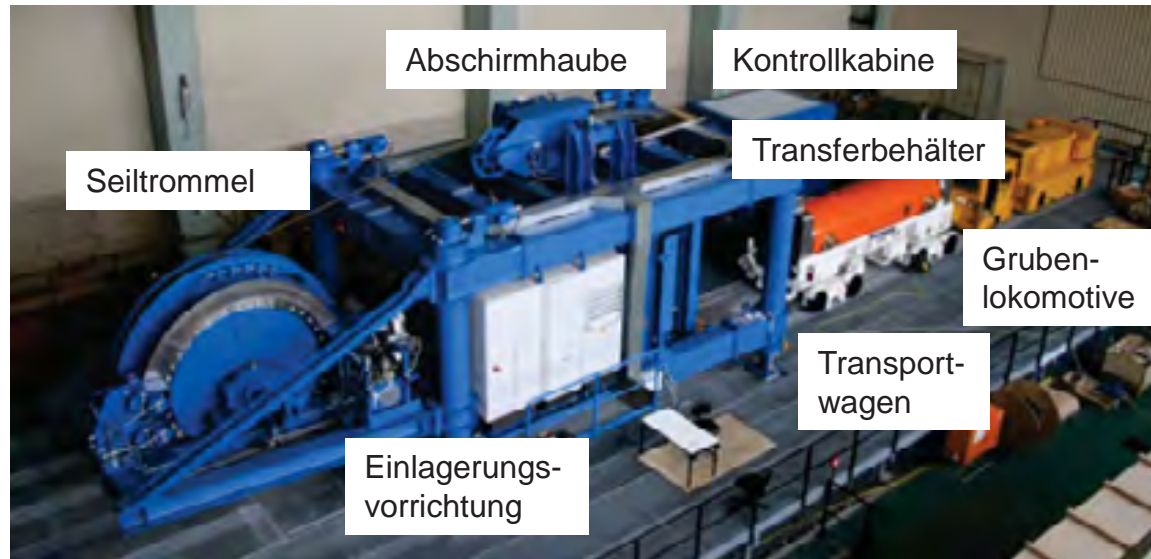 Abschirmhaube
Kontrollkabine
Transferbehälter
Seiltrommel
Gruben-
lokomotive
Transport-
wagen
Einlagerungs-
vorrichtung